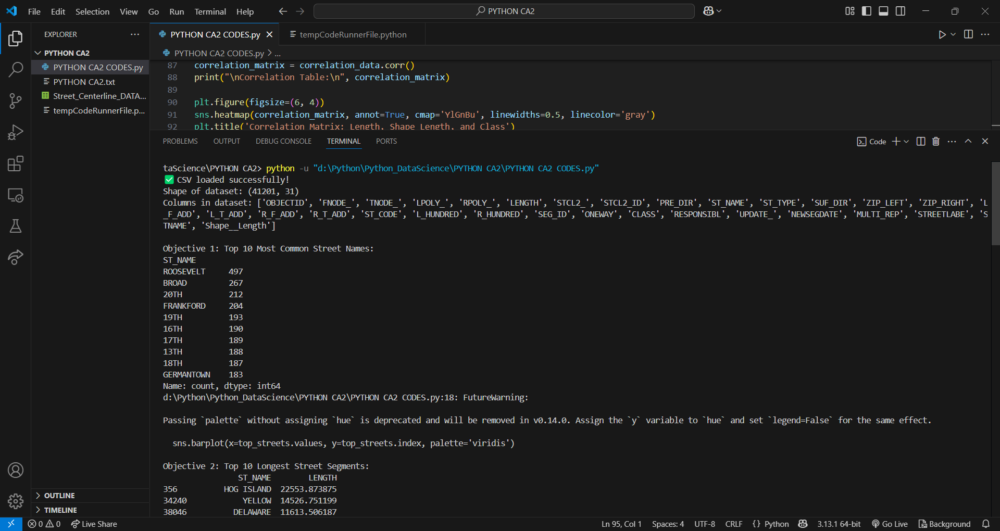 File Edit Selection View Go Run Terminal Help PYTHON CA2
EXPLORER
PYTHON CA2
PYTHON CA2 CODES.py
PYTHON CA2.txt
Street_Centerline_DATA...
tempCodeRunnerFile.p...
OUTLINE
TIMELINE
PYTHON CA2 CODES.py tempCodeRunnerFile.python
PYTHON CA2 CODES.py > ...
87 correlation_matrix = correlation_data.corr()
88 print("\nCorrelation Table:\n", correlation_matrix)
89
90 plt.figure(figsize=(6, 4))
91 sns.heatmap(correlation_matrix, annot=True, cmap='YlGnBu', linewidths=0.5, linecolor='gray')
92 plt.title('Correlation Matrix: Length, Shape Length, and Class')
PROBLEMS OUTPUT DEBUG CONSOLE TERMINAL PORTS Code
taScience\PYTHON CA2> python -u "d:\Python\Python_DataScience\PYTHON CA2\PYTHON CA2 CODES.py"
✅ CSV loaded successfully!
Shape of dataset: (41201, 31)
Columns in dataset: ['OBJECTID', 'FNODE_', 'TNODE_', 'LPOLY_', 'RPOLY_', 'LENGTH', 'STCL2_', 'STCL2_ID', 'PRE_DIR', 'ST_NAME', 'ST_TYPE', 'SUF_DIR', 'ZIP_LEFT', 'ZIP_RIGHT', 'L
_F_ADD', 'L_T_ADD', 'R_F_ADD', 'R_T_ADD', 'ST_CODE', 'L_HUNDRED', 'R_HUNDRED', 'SEG_ID', 'ONEWAY', 'CLASS', 'RESPONSIBL', 'UPDATE_', 'NEWSEGDATE', 'MULTI_REP', 'STREETLABE', 'S
TNAME', 'Shape__Length']
Objective 1: Top 10 Most Common Street Names:
ST_NAME
ROOSEVELT 497
BROAD 267
20TH 212
FRANKFORD 204
19TH 193
16TH 190
17TH 189
13TH 188
18TH 187
GERMANTOWN 183
Name: count, dtype: int64
d:\Python\Python_DataScience\PYTHON CA2\PYTHON CA2 CODES.py:18: FutureWarning:
Passing `palette` without assigning `hue` is deprecated and will be removed in v0.14.0. Assign the `y` variable to `hue` and set `legend=False` for the same effect.
sns.barplot(x=top_streets.values, y=top_streets.index, palette='viridis')
Objective 2: Top 10 Longest Street Segments:
ST_NAME LENGTH
356 HOG ISLAND 22553.873875
34240 YELLOW 14526.751199
38046 DELAWARE 11613.506187
0 0 Live Share Ln 95, Col 1 Spaces: 4 UTF-8 CRLF {} Python 3.13.1 64-bit Go Live Background